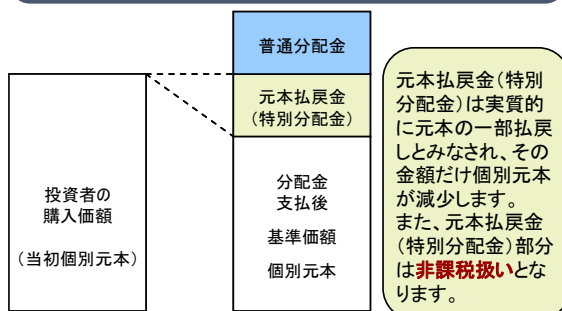 普通分配金
元本払戻金
（特別分配金）
投資者の
購入価額
（当初個別元本）
分配金
支払後
基準価額
個別元本
元本払戻金（特別
分配金）は実質的
に元本の一部払戻
しとみなされ、その
金額だけ個別元本
が減少します。
また、元本払戻金
（特別分配金）部分
は非課税扱いとな
ります。